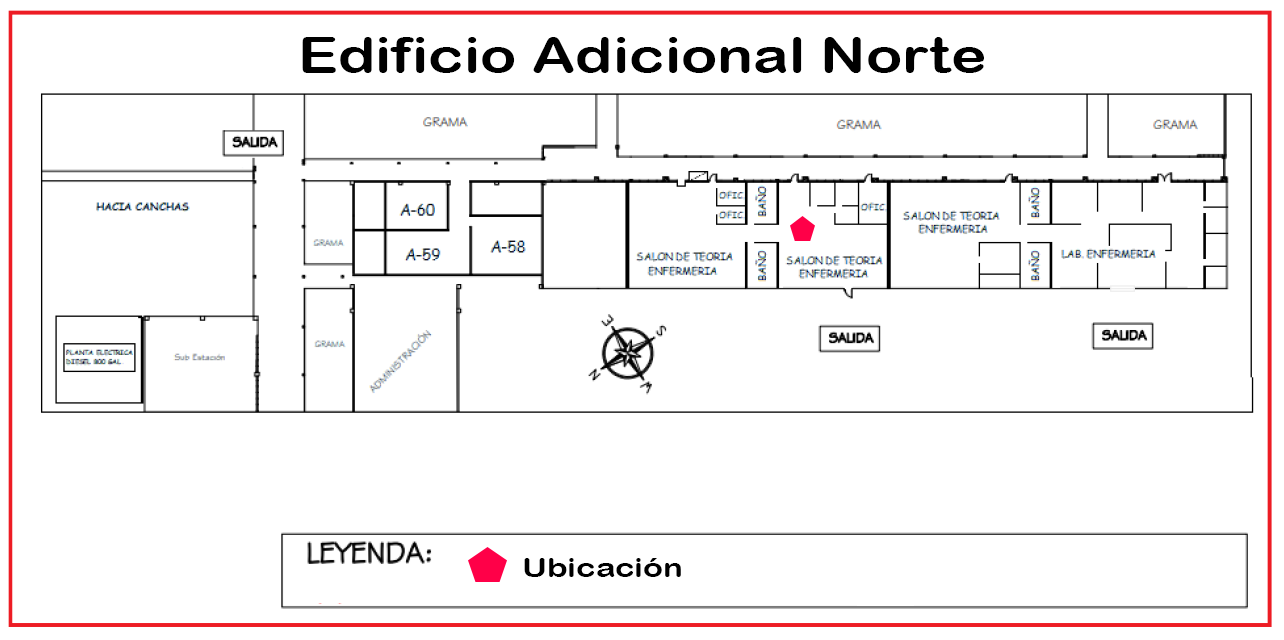 Edificio Adicional Norte
GRAMA
GRAMA
GRAMA
SALIDA
HACIA CANCHAS
A-60
OFIC
BAÑO
OFIC
BAÑO
OFIC
SALON DE TEORIA
ENFERMERIA
GRAMA
A-59
A-58
SALON DE TEORIA
ENFERMERIA
BAÑO
SALON DE TEORIA
ENFERMERIA
BAÑO
LAB. ENFERMERIA
PLANTA ELECTRICA
DIESEL 800 GAL.
Sub Estación
GRAMA
ADMINISTRACIÓN
E
S
N
W
SALIDA
SALIDA
LEYENDA:
Ubicación